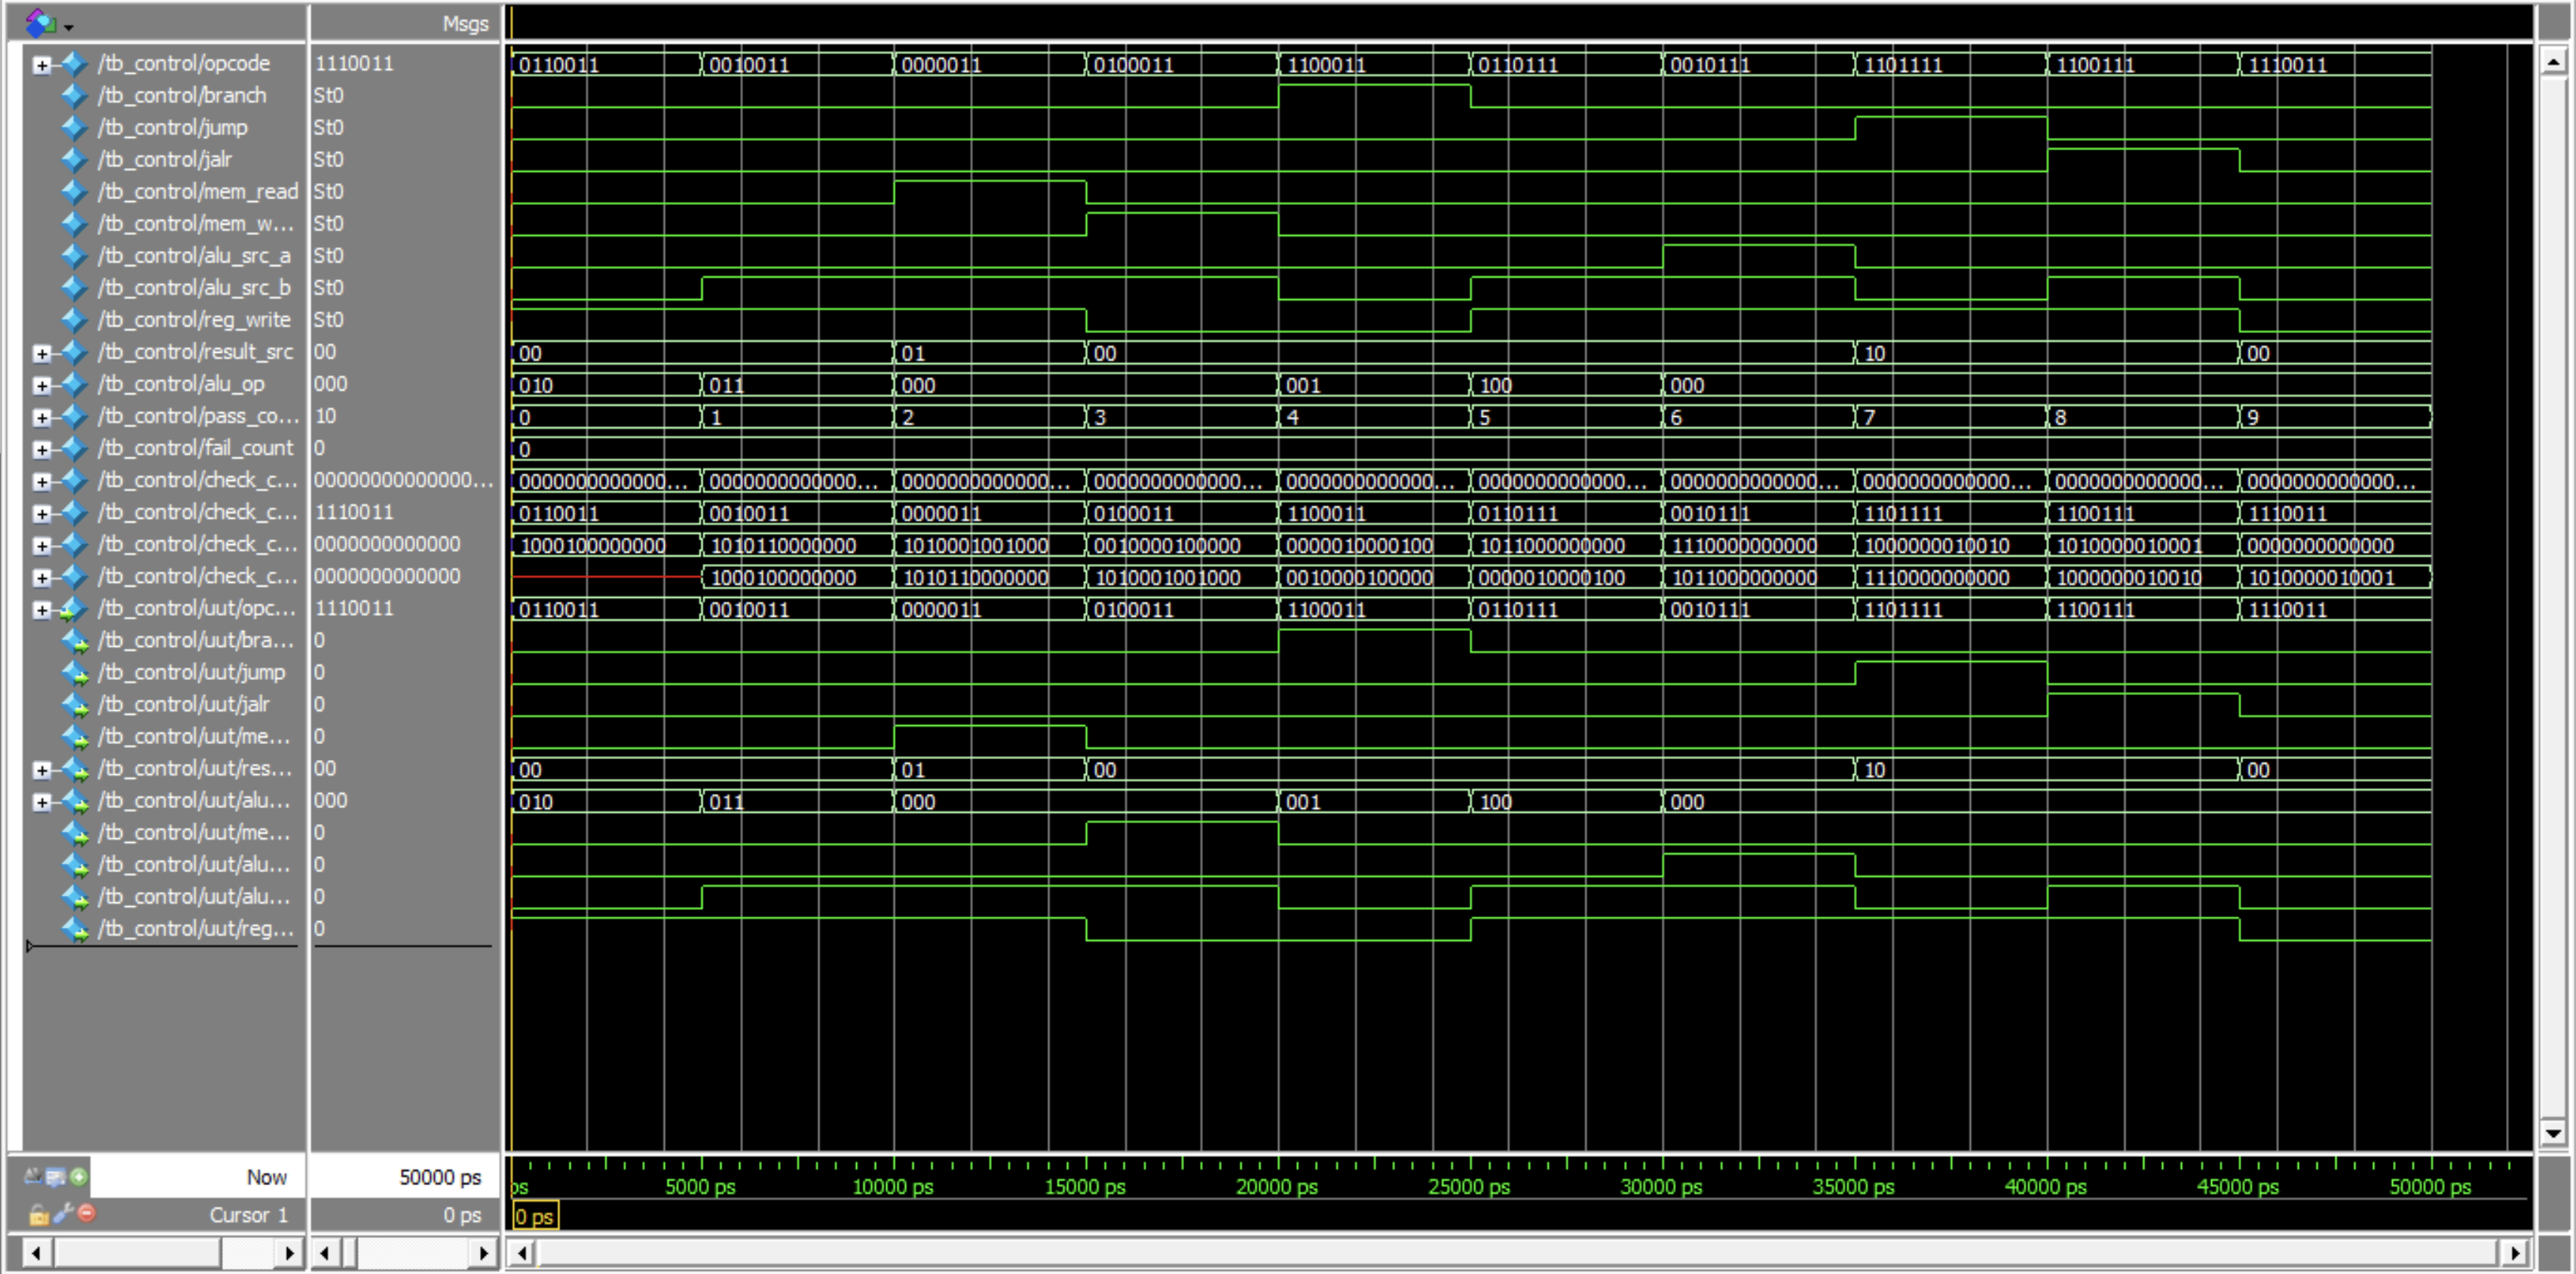 Msgs
/tb_control/opcode 1110011 0110011 0010011 0000011 0100011 1100011 0110111 0010111 1101111 1100111 1110011
/tb_control/branch St0
/tb_control/jump St0
/tb_control/jalr St0
/tb_control/mem_read St0
/tb_control/mem_w... St0
/tb_control/alu_src_a St0
/tb_control/alu_src_b St0
/tb_control/reg_write St0
/tb_control/result_src 00 00 01 00 10 00
/tb_control/alu_op 000 010 011 000 001 100 000
/tb_control/pass_co... 10 0 1 2 3 4 5 6 7 8 9
/tb_control/fail_count 0 0
/tb_control/check_c... 00000000000000... 0000000000000... 0000000000000... 0000000000000... 0000000000000... 0000000000000... 0000000000000... 0000000000000... 0000000000000... 0000000000000... 0000000000000...
/tb_control/check_c... 1110011 0110011 0010011 0000011 0100011 1100011 0110111 0010111 1101111 1100111 1110011
/tb_control/check_c... 0000000000000 1000100000000 1010110000000 1010001001000 0010000100000 0000010000100 1011000000000 1110000000000 1000000010010 1010000010001 0000000000000
/tb_control/check_c... 0000000000000 1000100000000 1010110000000 1010001001000 0010000100000 0000010000100 1011000000000 1110000000000 1000000010010 1010000010001
/tb_control/uut/opc... 1110011 0110011 0010011 0000011 0100011 1100011 0110111 0010111 1101111 1100111 1110011
/tb_control/uut/bra... 0
/tb_control/uut/jump 0
/tb_control/uut/jalr 0
/tb_control/uut/me... 0
/tb_control/uut/res... 00 00 01 00 10 00
/tb_control/uut/alu... 000 010 011 000 001 100 000
/tb_control/uut/me... 0
/tb_control/uut/alu... 0
/tb_control/uut/alu... 0
/tb_control/uut/reg... 0
Now 50000 ps ps 5000 ps 10000 ps 15000 ps 20000 ps 25000 ps 30000 ps 35000 ps 40000 ps 45000 ps 50000 ps
Cursor 1 0 ps 0 ps